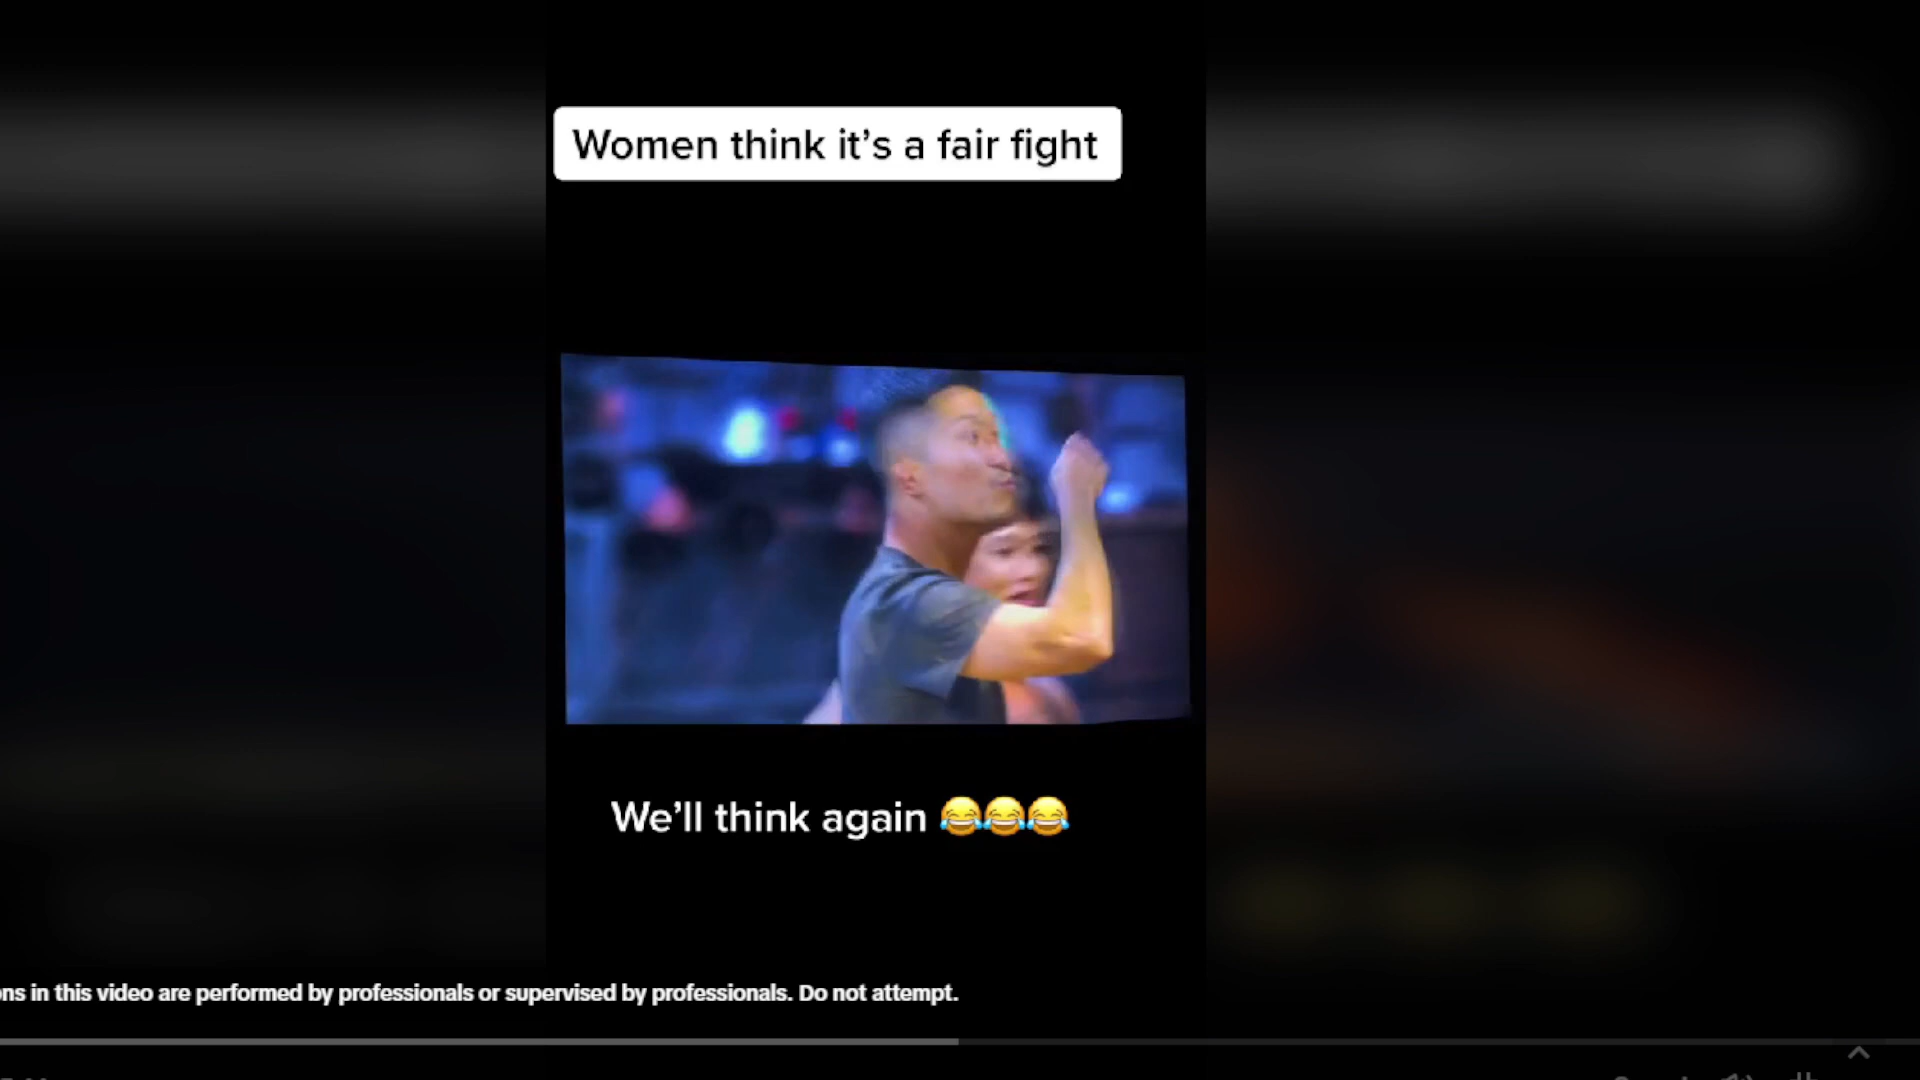 Women think it’s a fair fight
We’ll think again 😂😂😂
ns in this video are performed by professionals or supervised by professionals. Do not attempt.